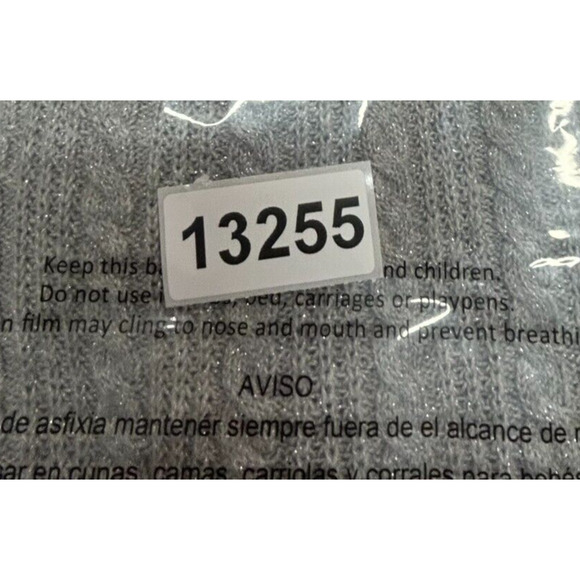 13255
Keep this b nd children.
Do not use i bed, carriages or playpens.
n film may cling to nose and mouth and prevent breathi
AVISO
de asfixia mantener siempre fuera de el alcance de
ar en cunas, camas, carriolas y corrales para bebés